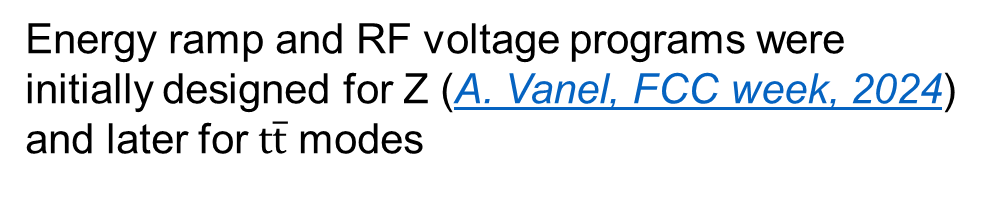 Energy ramp and RF voltage programs were
initially designed for Z (A. Vanel, FCC week, 2024)
and later for tt̄ modes